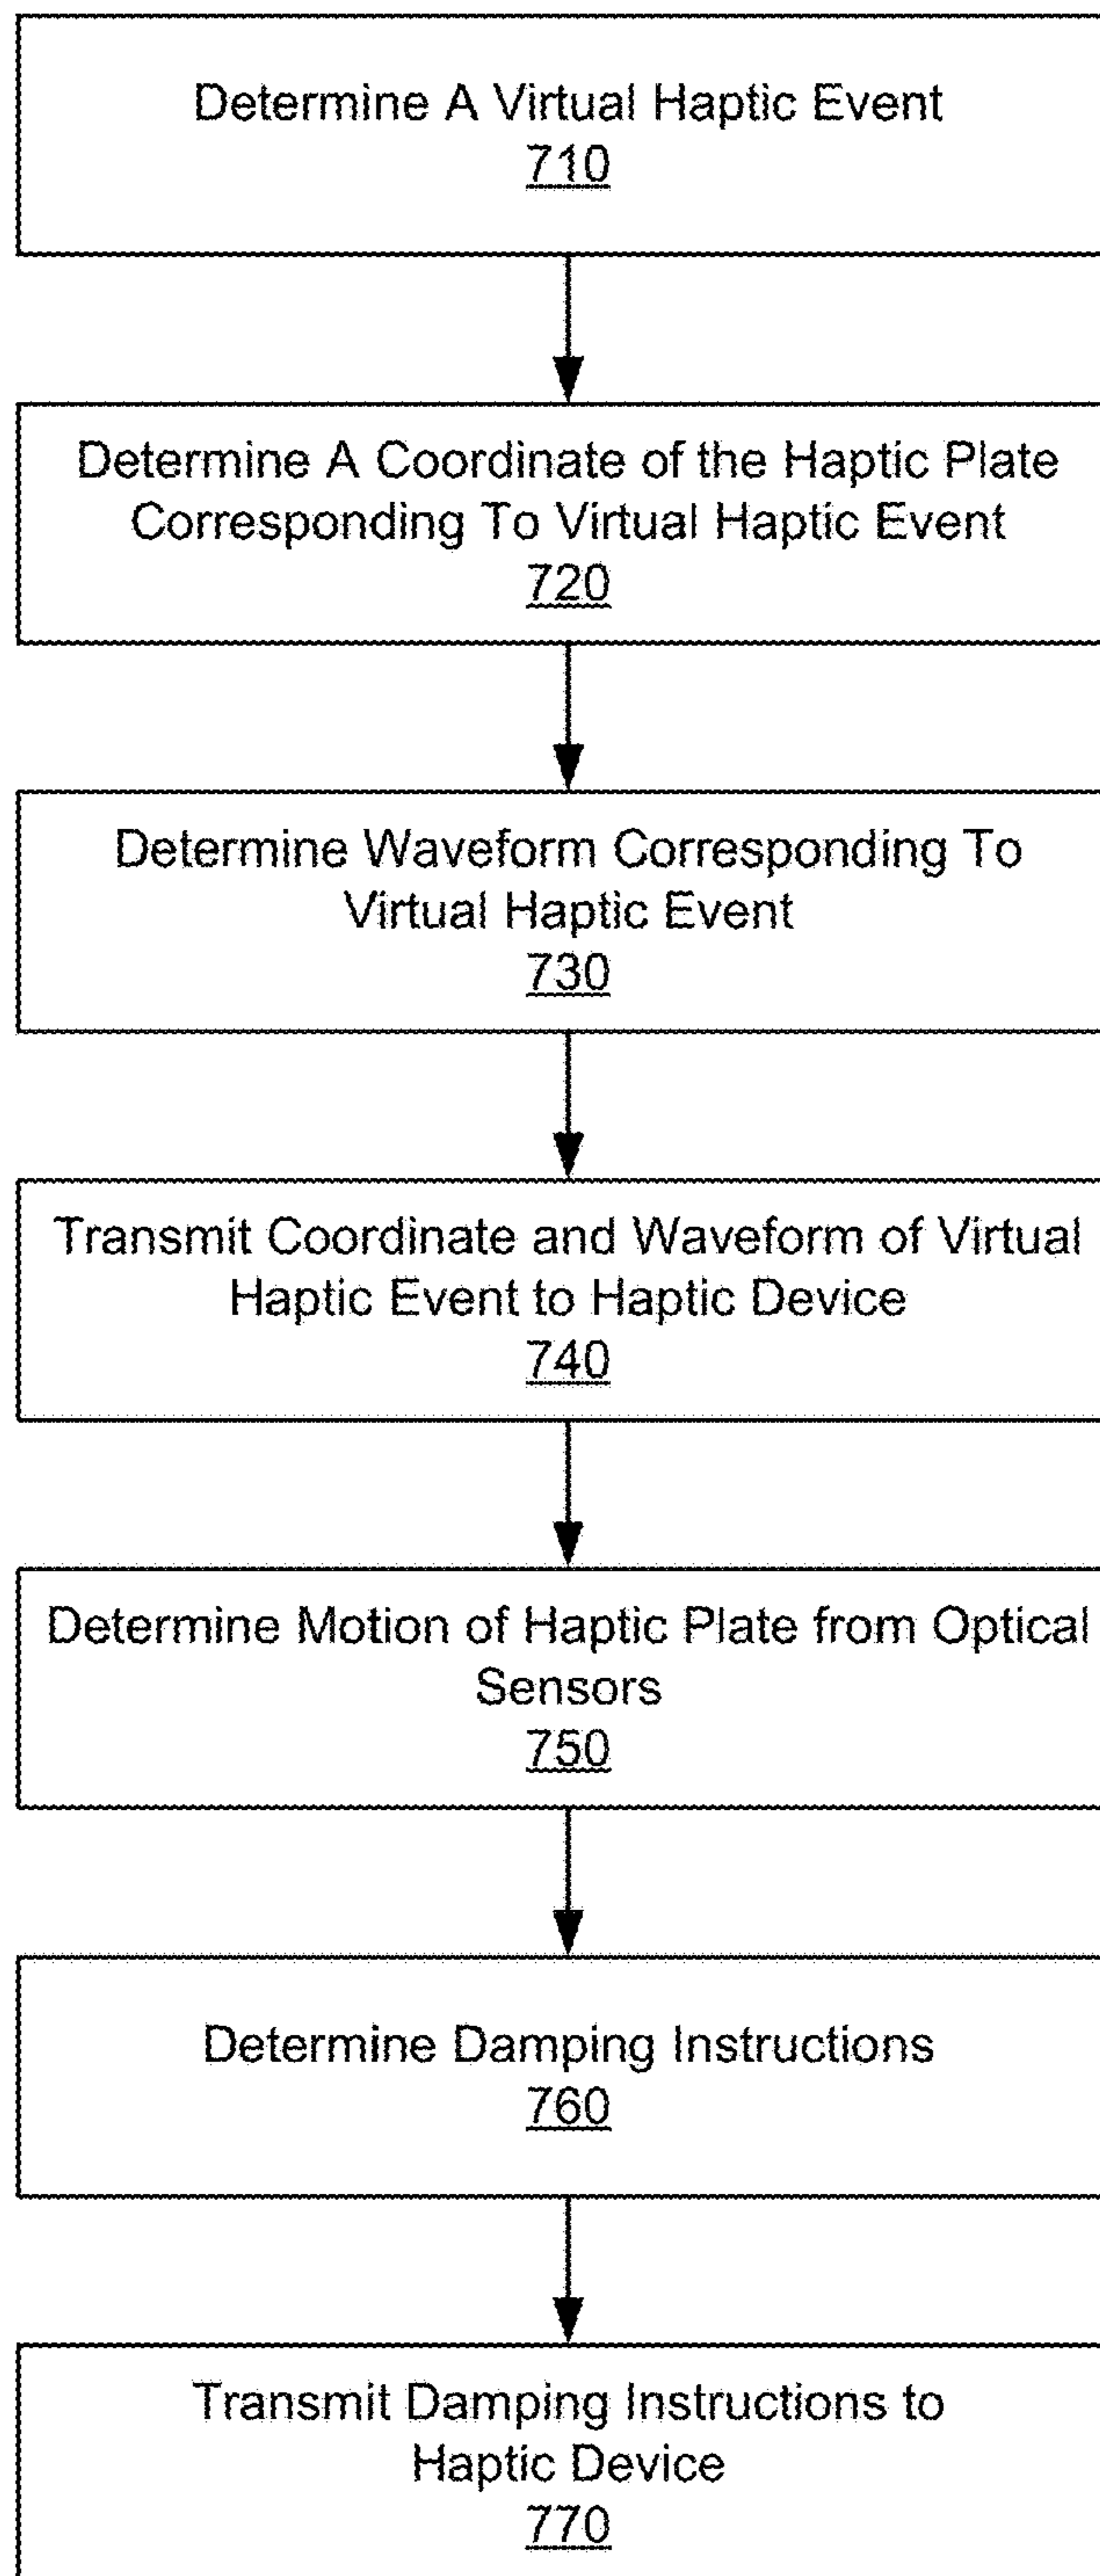 Determine A Virtual Haptic Event
710
Determine A Coordinate of the Haptic Plate
Corresponding To Virtual Haptic Event
720
Determine Waveform Corresponding To
Virtual Haptic Event
730
Transmit Coordinate and Waveform of Virtual
Haptic Event to Haptic Device
740
Determine Motion of Haptic Plate from Optical
Sensors
750
Determine Damping Instructions
760
Transmit Damping Instructions to
Haptic Device
770